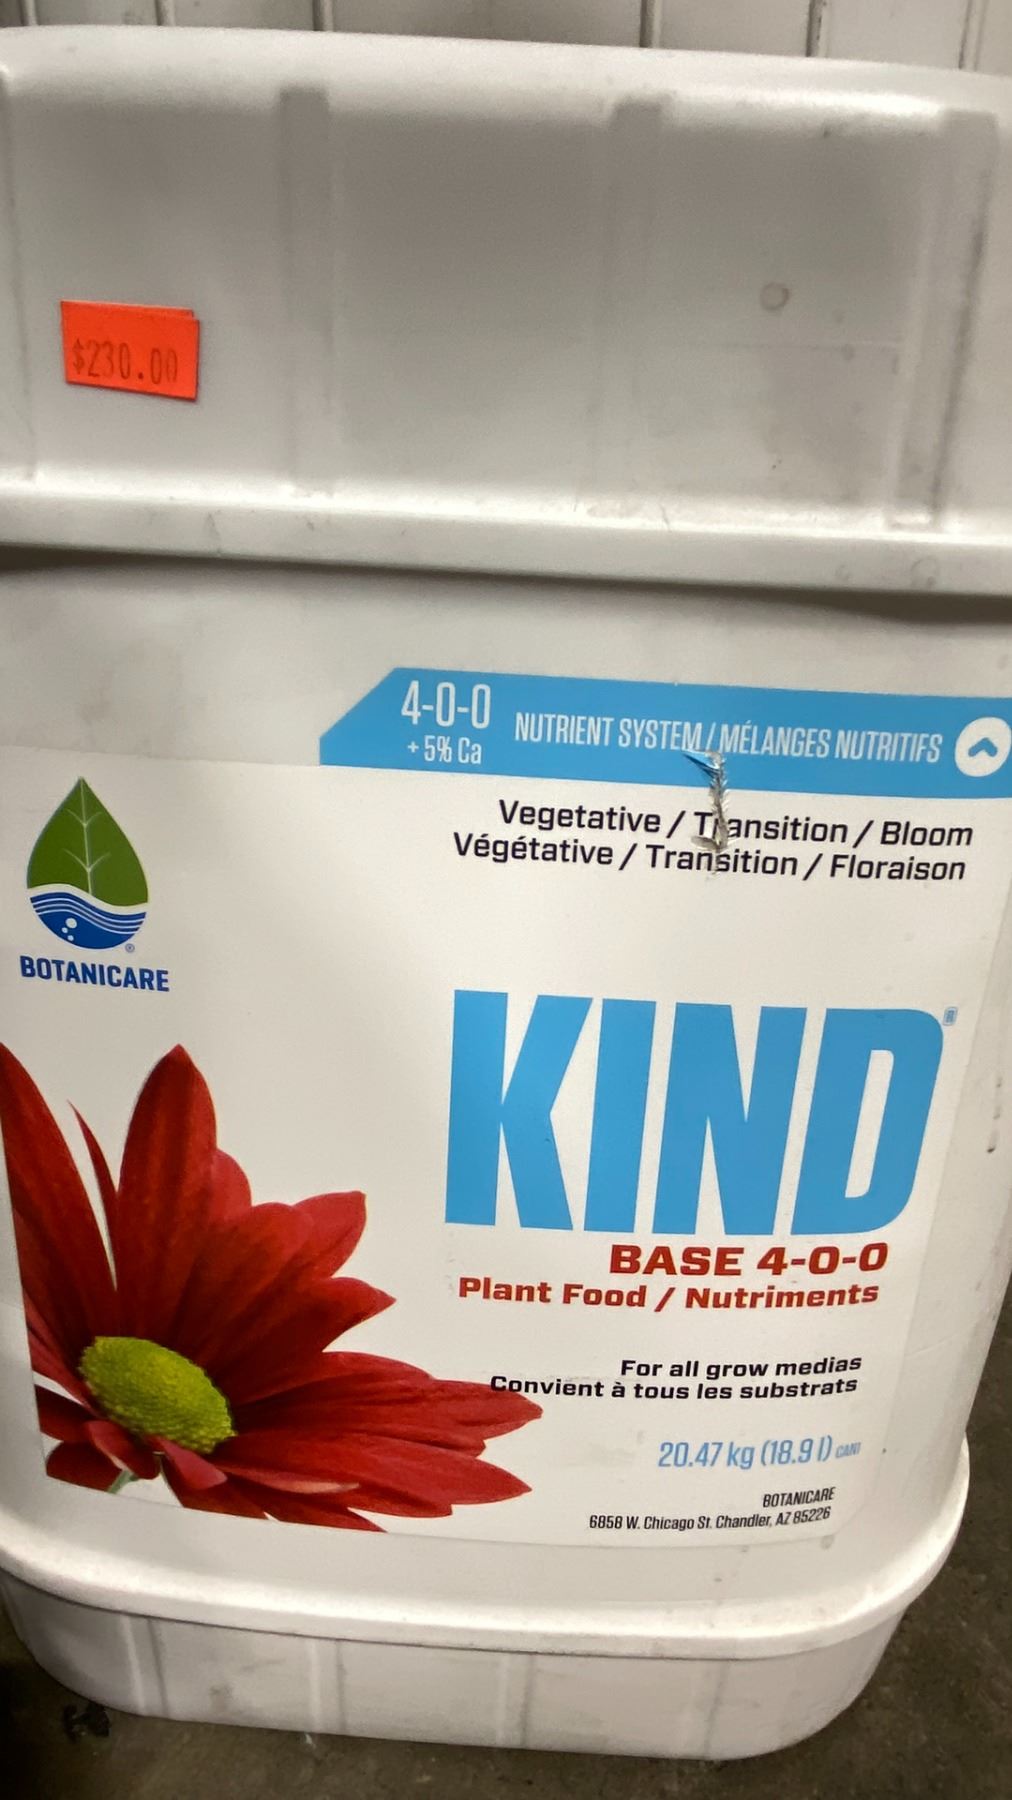 $230.00
4-0-0
+ 5% Ca
NUTRIENT SYSTEM / MÉLANGES NUTRITIFS
Vegetative / Transition / Bloom
Végétative / Transition / Floraison
BOTANICARE
KIND
BASE 4-0-0
Plant Food / Nutriments
For all grow medias
Convient à tous les substrats
20.47 kg (18.9 l)
BOTANICARE
6858 W. Chicago St. Chandler, AZ 85226